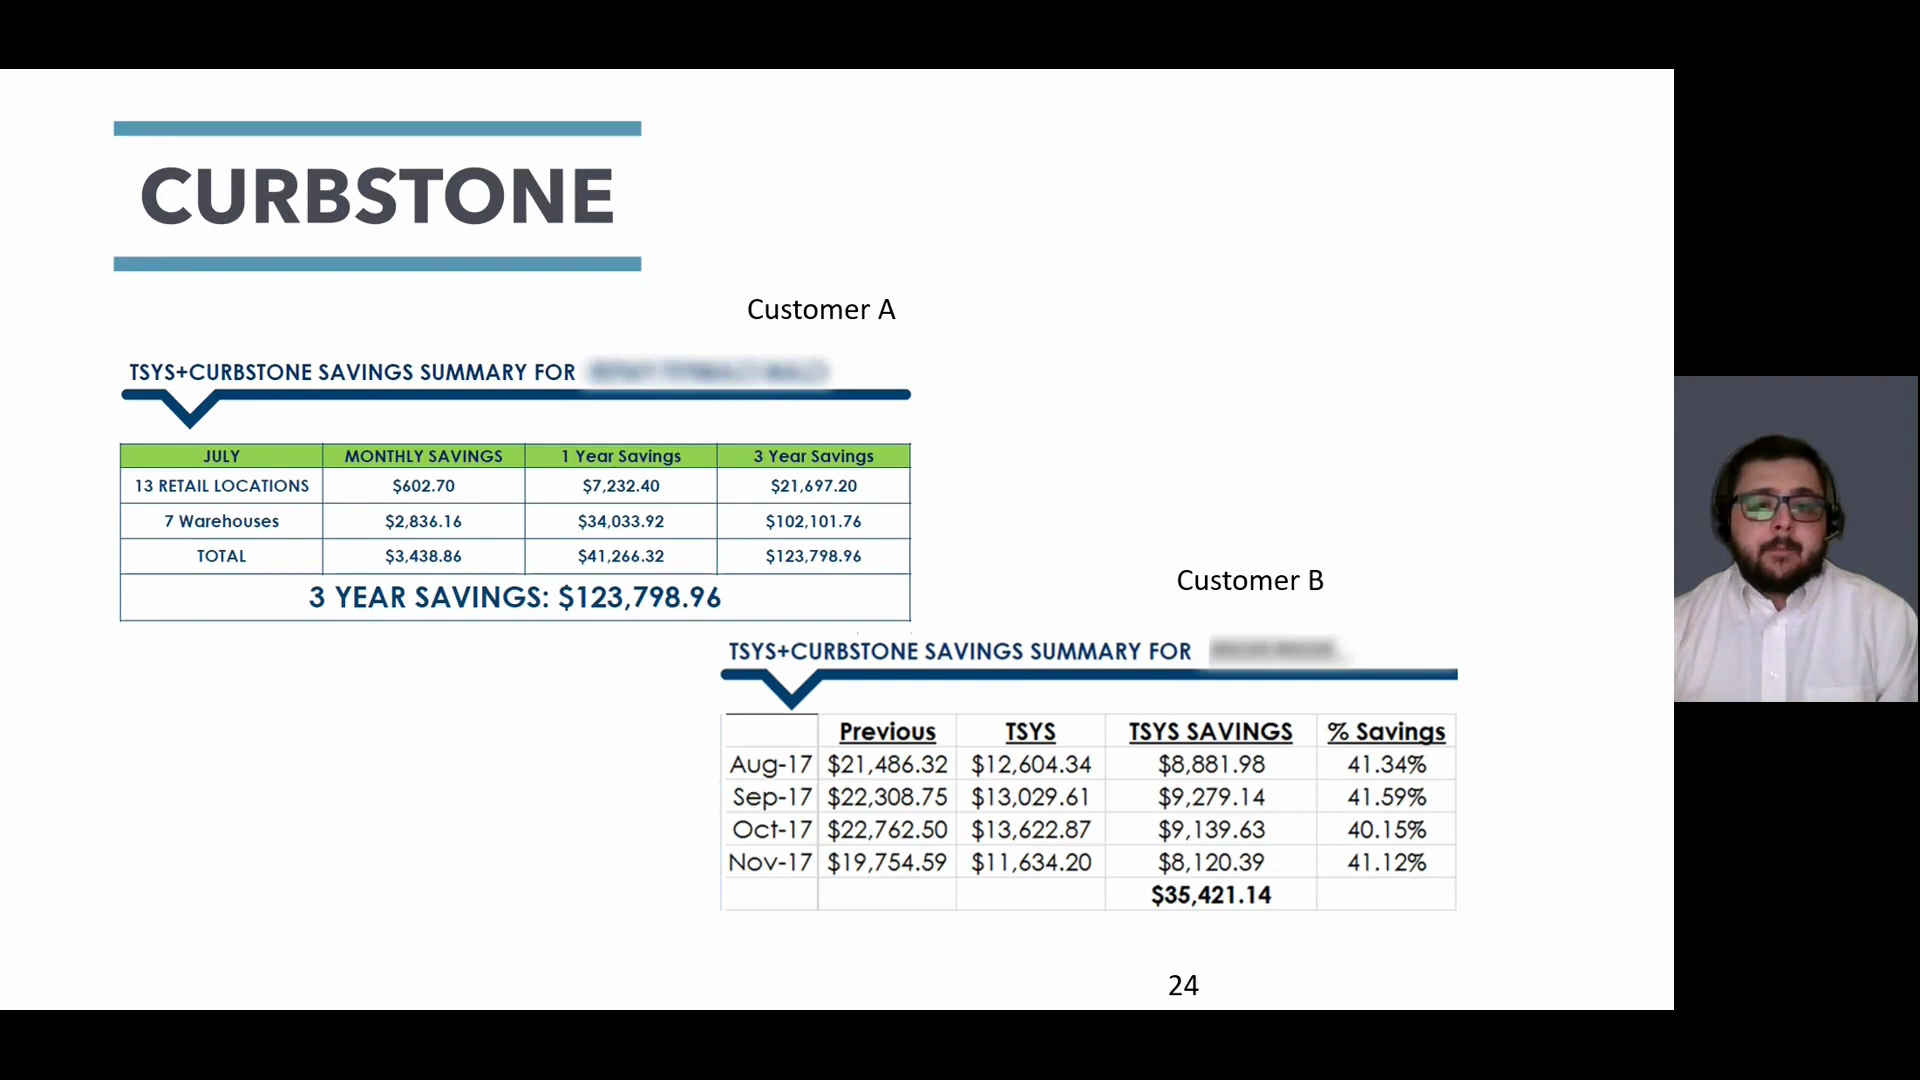 CURBSTONE
Customer A
TSYS+CURBSTONE SAVINGS SUMMARY FOR
JULY MONTHLY SAVINGS 1 Year Savings 3 Year Savings
13 RETAIL LOCATIONS $602.70 $7,232.40 $21,697.20
7 Warehouses $2,836.16 $34,033.92 $102,101.76
TOTAL $3,438.86 $41,266.32 $123,798.96
3 YEAR SAVINGS: $123,798.96
Customer B
TSYS+CURBSTONE SAVINGS SUMMARY FOR
Previous TSYS TSYS SAVINGS % Savings
Aug-17 $21,486.32 $12,604.34 $8,881.98 41.34%
Sep-17 $22,308.75 $13,029.61 $9,279.14 41.59%
Oct-17 $22,762.50 $13,622.87 $9,139.63 40.15%
Nov-17 $19,754.59 $11,634.20 $8,120.39 41.12%
$35,421.14
24